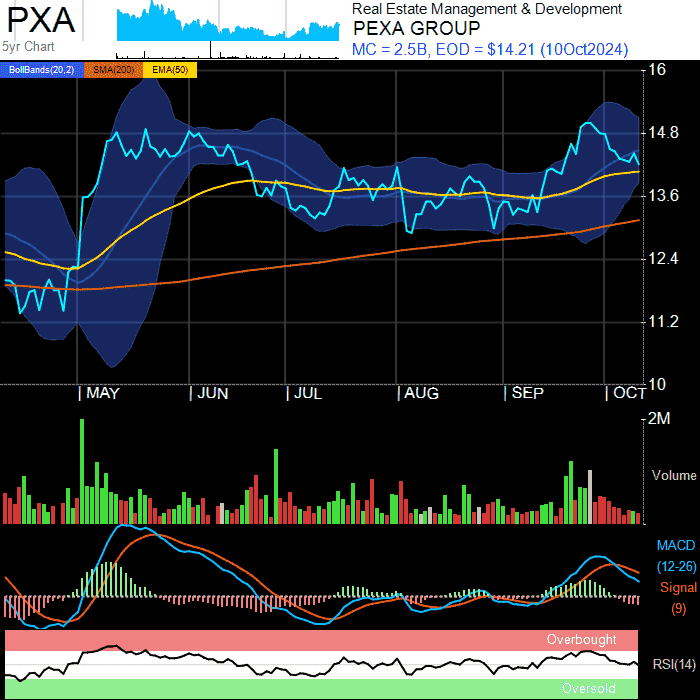 PXA
5yr Chart
Real Estate Management & Development
PEXA GROUP
MC = 2.5B, EOD = $14.21 (10Oct2024)
BollBands(20,2) SMA(200) EMA(50)
16
14.8
13.6
12.4
11.2
10
| MAY | JUN | JUL | AUG | SEP | OCT
2M
Volume
MACD
(12-26)
Signal
(9)
Overbought
RSI(14)
Oversold